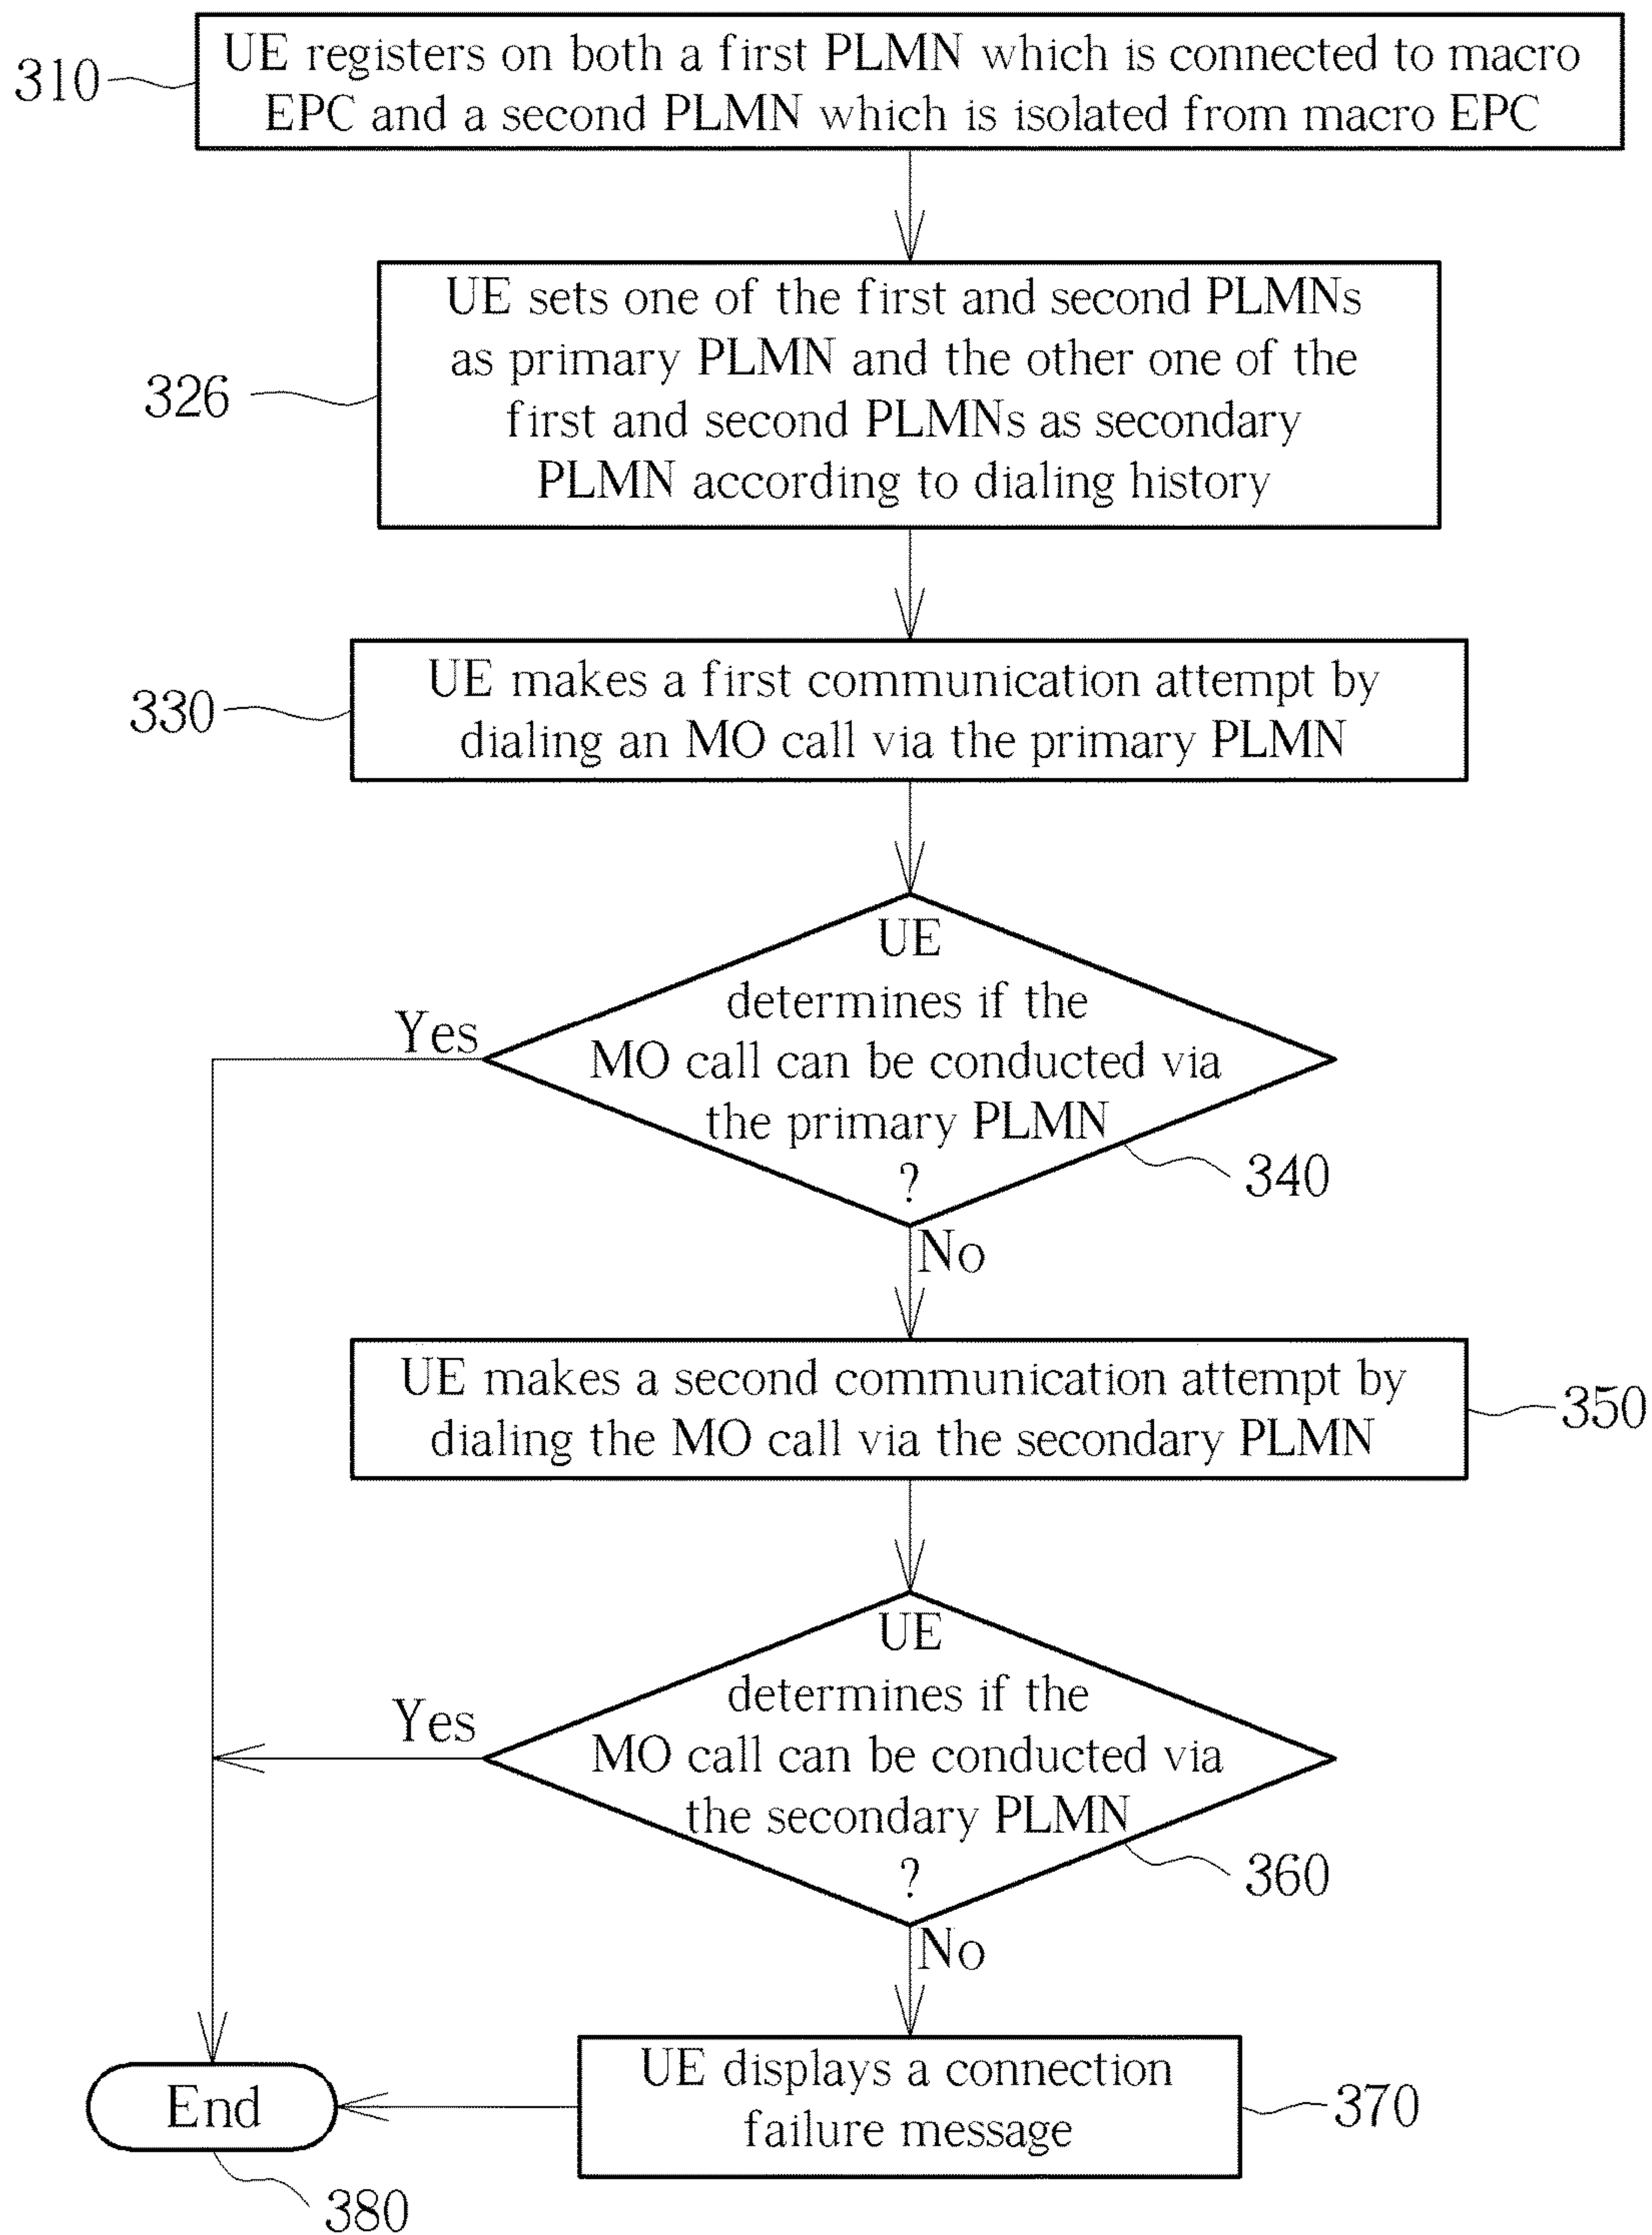 310
UE registers on both a first PLMN which is connected to macro
EPC and a second PLMN which is isolated from macro EPC
326
UE sets one of the first and second PLMNs
as primary PLMN and the other one of the
first and second PLMNs as secondary
PLMN according to dialing history
330
UE makes a first communication attempt by
dialing an MO call via the primary PLMN
UE
determines if the
MO call can be conducted via
the primary PLMN
?
Yes
340
No
UE makes a second communication attempt by
dialing the MO call via the secondary PLMN
350
UE
determines if the
MO call can be conducted via
the secondary PLMN
?
Yes
360
No
UE displays a connection
failure message
370
End
380